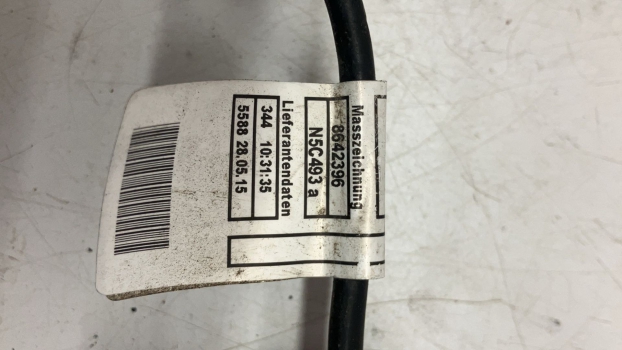 Masszeichnung
8642396
N5C493 a
Lieferantendaten
344 10:31:35
5588 28.05.15